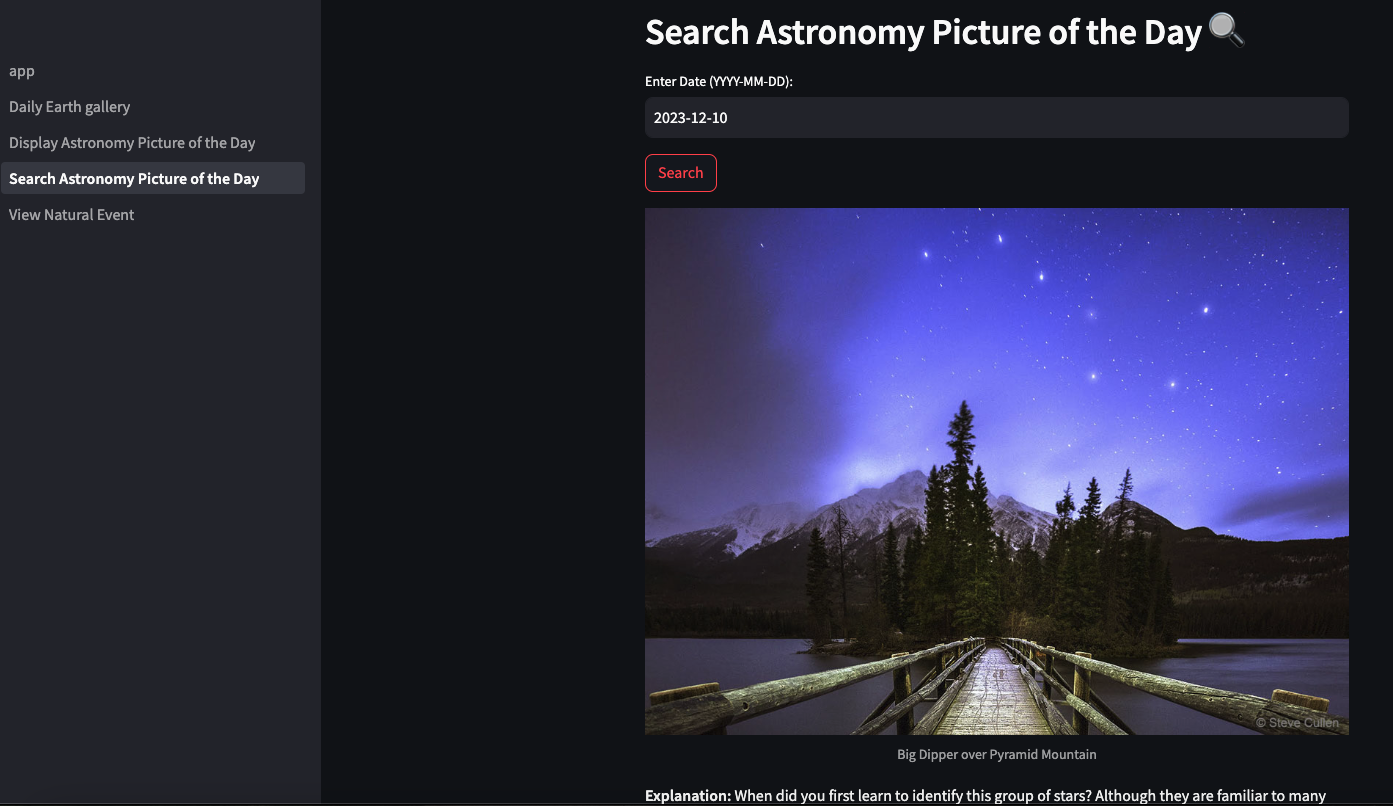 app
Daily Earth gallery
Display Astronomy Picture of the Day
Search Astronomy Picture of the Day
View Natural Event
Search Astronomy Picture of the Day
Enter Date (YYYY-MM-DD):
2023-12-10
Search
© Steve Cullen
Big Dipper over Pyramid Mountain
Explanation: When did you first learn to identify this group of stars? Although they are familiar to many